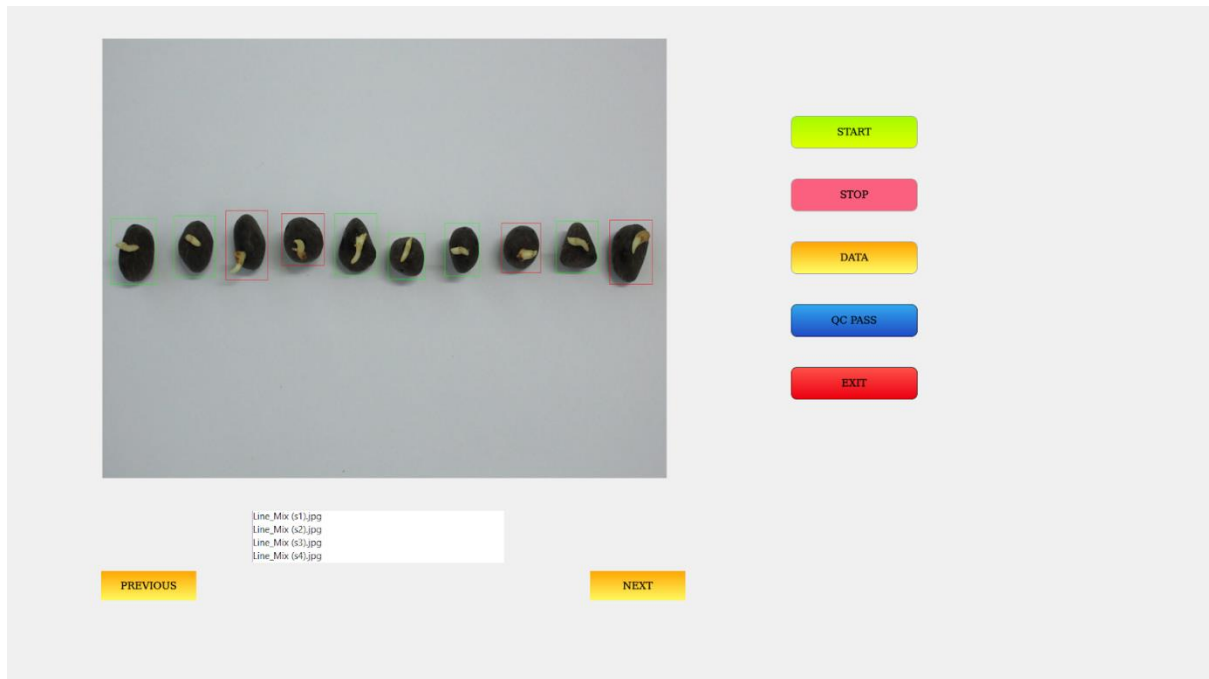 START
STOP
DATA
QC PASS
EXIT
Line_Mix (s1).jpg
Line_Mix (s2).jpg
Line_Mix (s3).jpg
Line_Mix (s4).jpg
PREVIOUS
NEXT